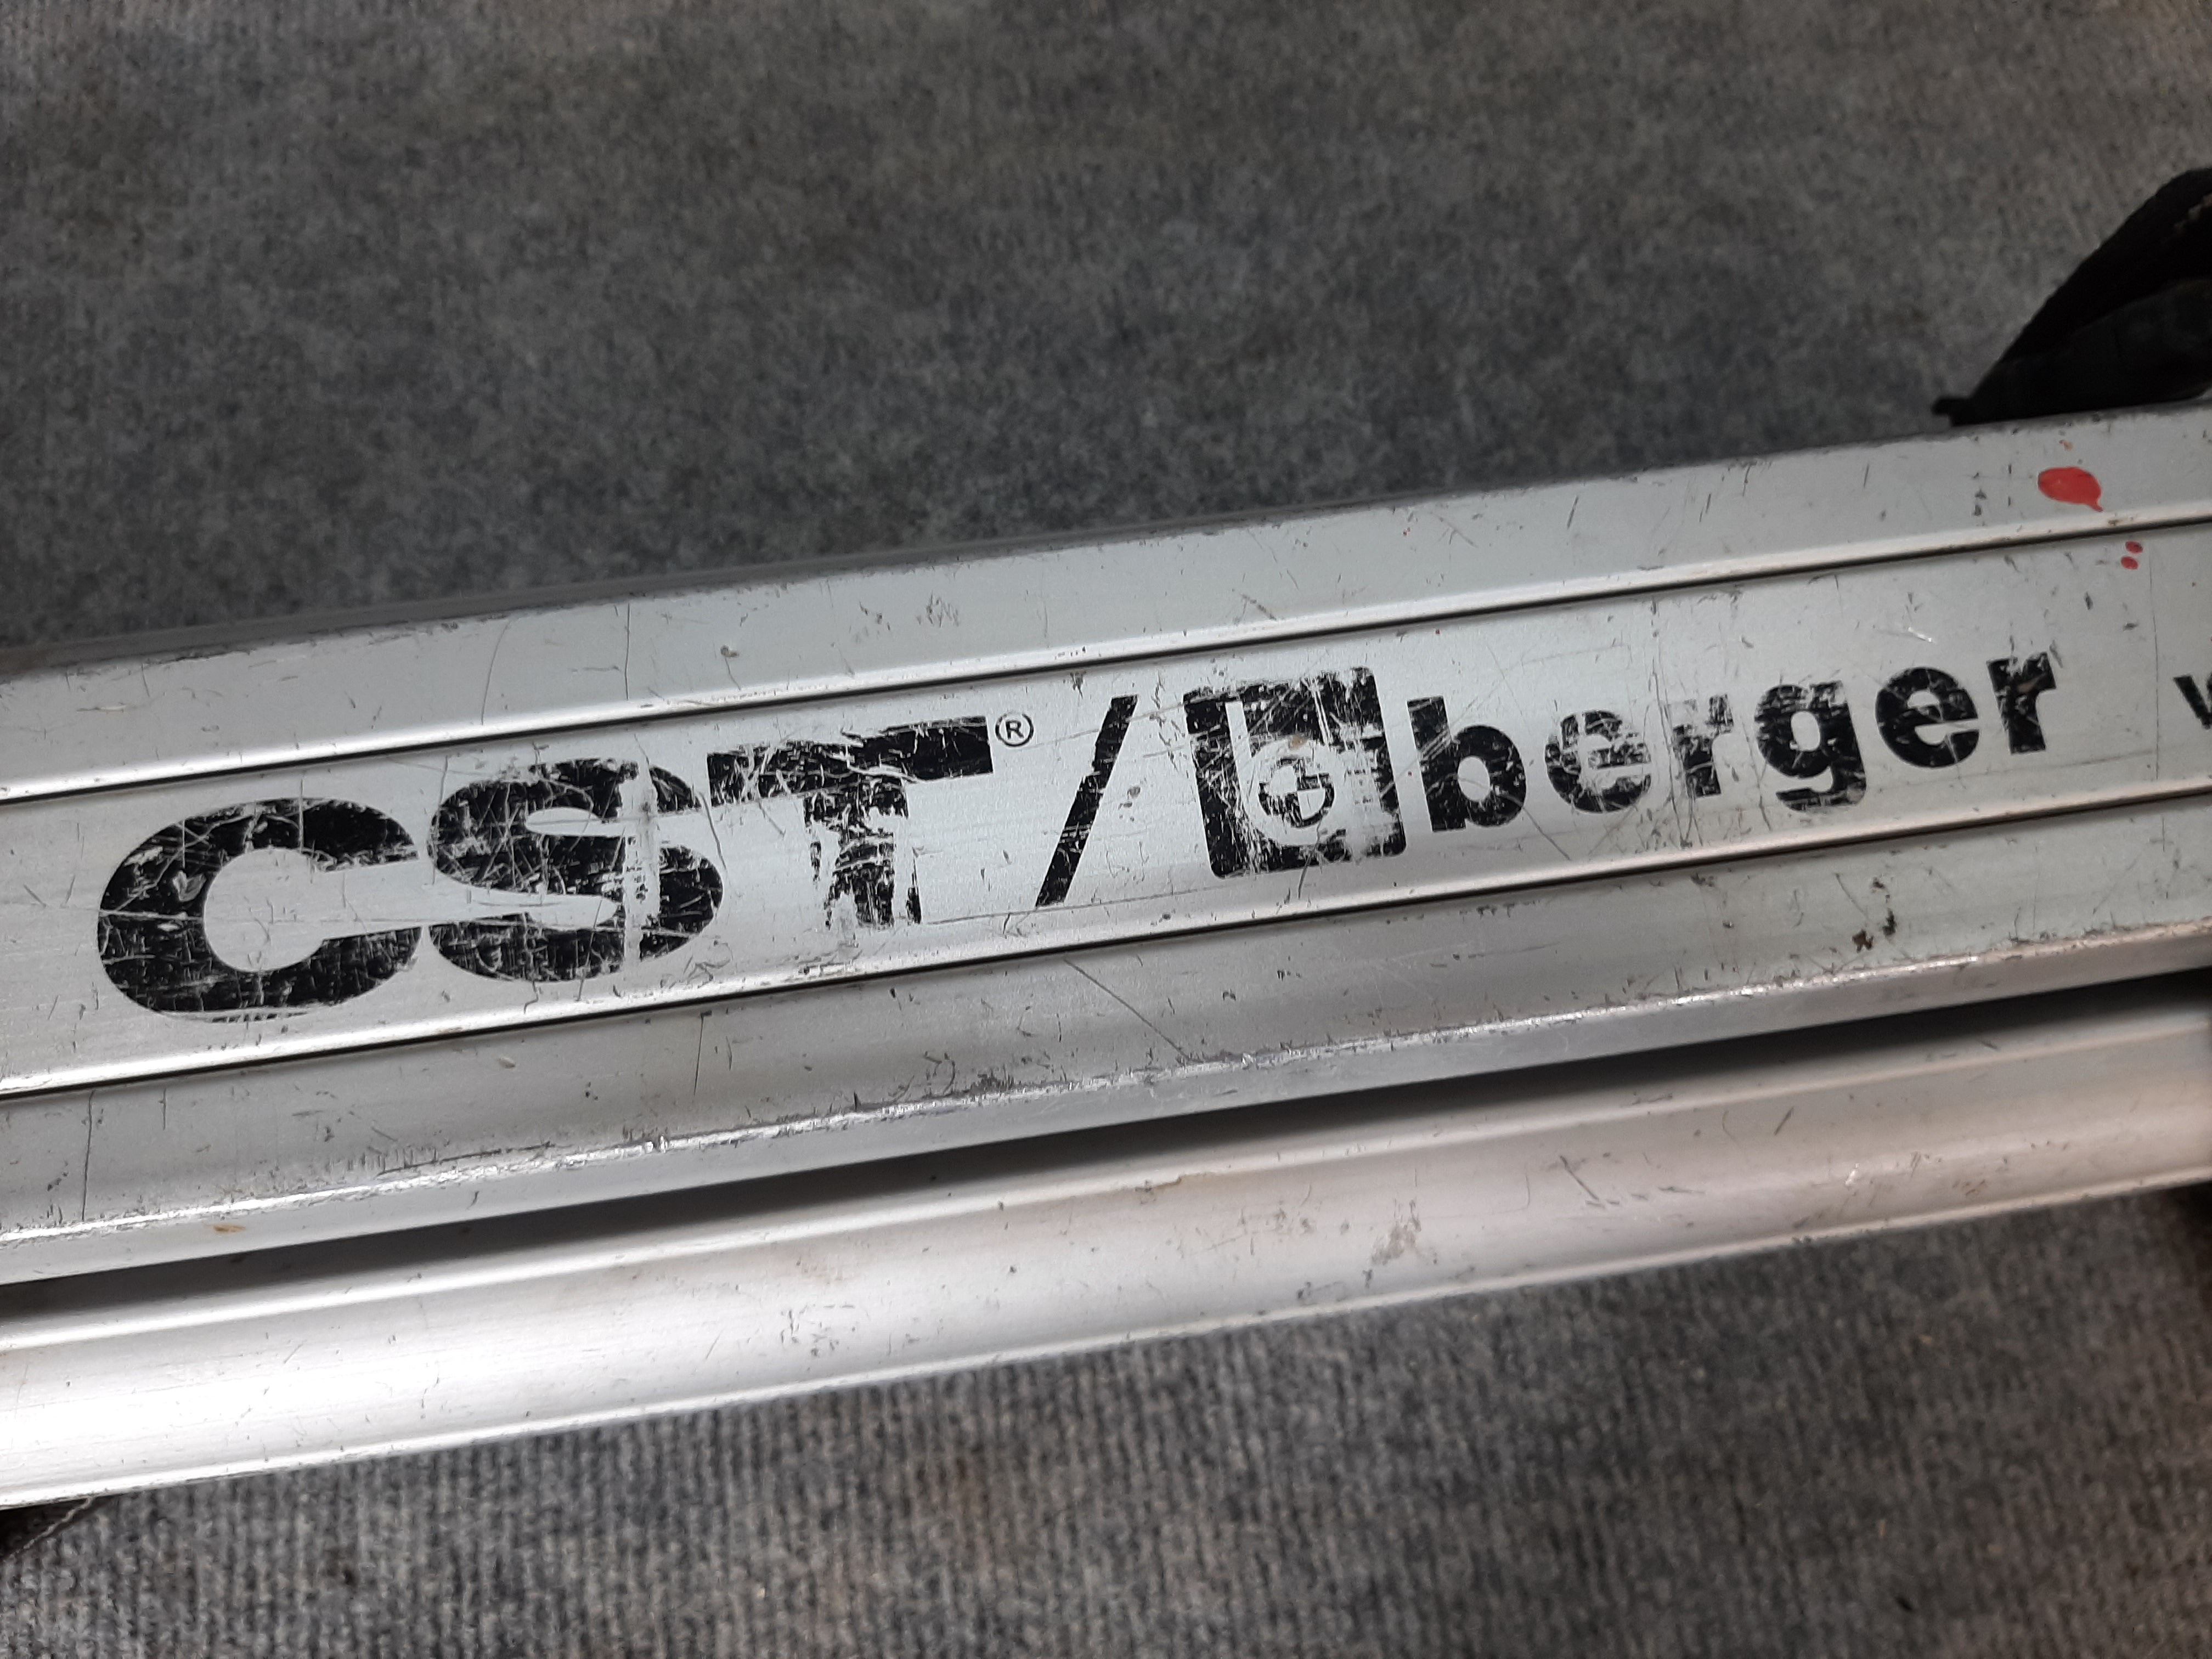 CST® / b berger